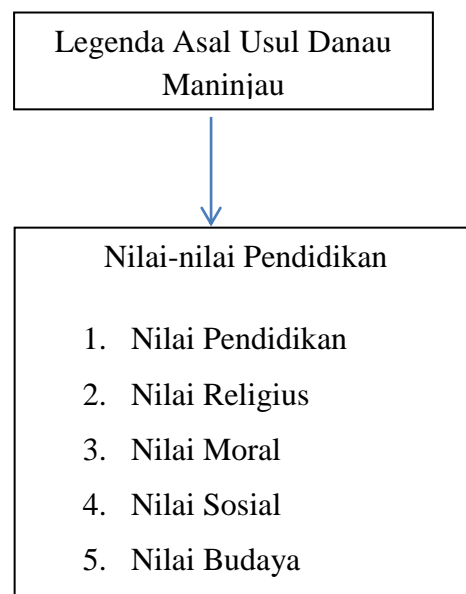 Legenda Asal Usul Danau
Maninjau
Nilai-nilai Pendidikan
1. Nilai Pendidikan
2. Nilai Religius
3. Nilai Moral
4. Nilai Sosial
5. Nilai Budaya